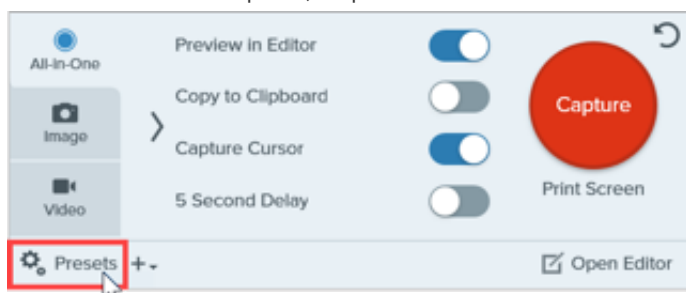 All-in-One
Image
Video
Preview in Editor
Copy to Clipboard
Capture Cursor
5 Second Delay
Capture
Print Screen
Presets
Open Editor